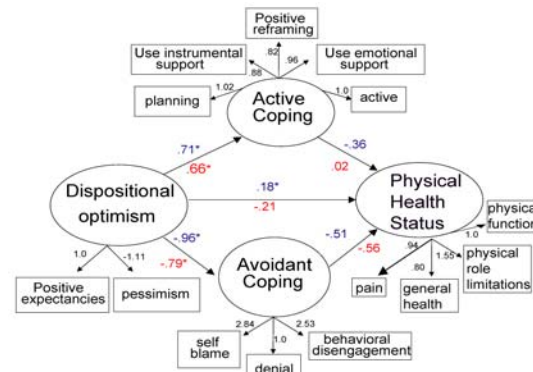 Positive
reframing
Use instrumental
support
.82
.96
Use emotional
support
.88
planning
1.02
Active
Coping
1.0
active
.71*
.66*
-.36
.02
Dispositional
optimism
.18*
-.21
Physical
Health
Status
physical
function
1.0
-.96*
-.79*
-.51
-.56
1.0
-1.11
Positive
expectancies
pessimism
Avoidant
Coping
.94
.80
1.55
pain
general
health
physical
role
limitations
2.84
1.0
2.53
self
blame
denial
behavioral
disengagement